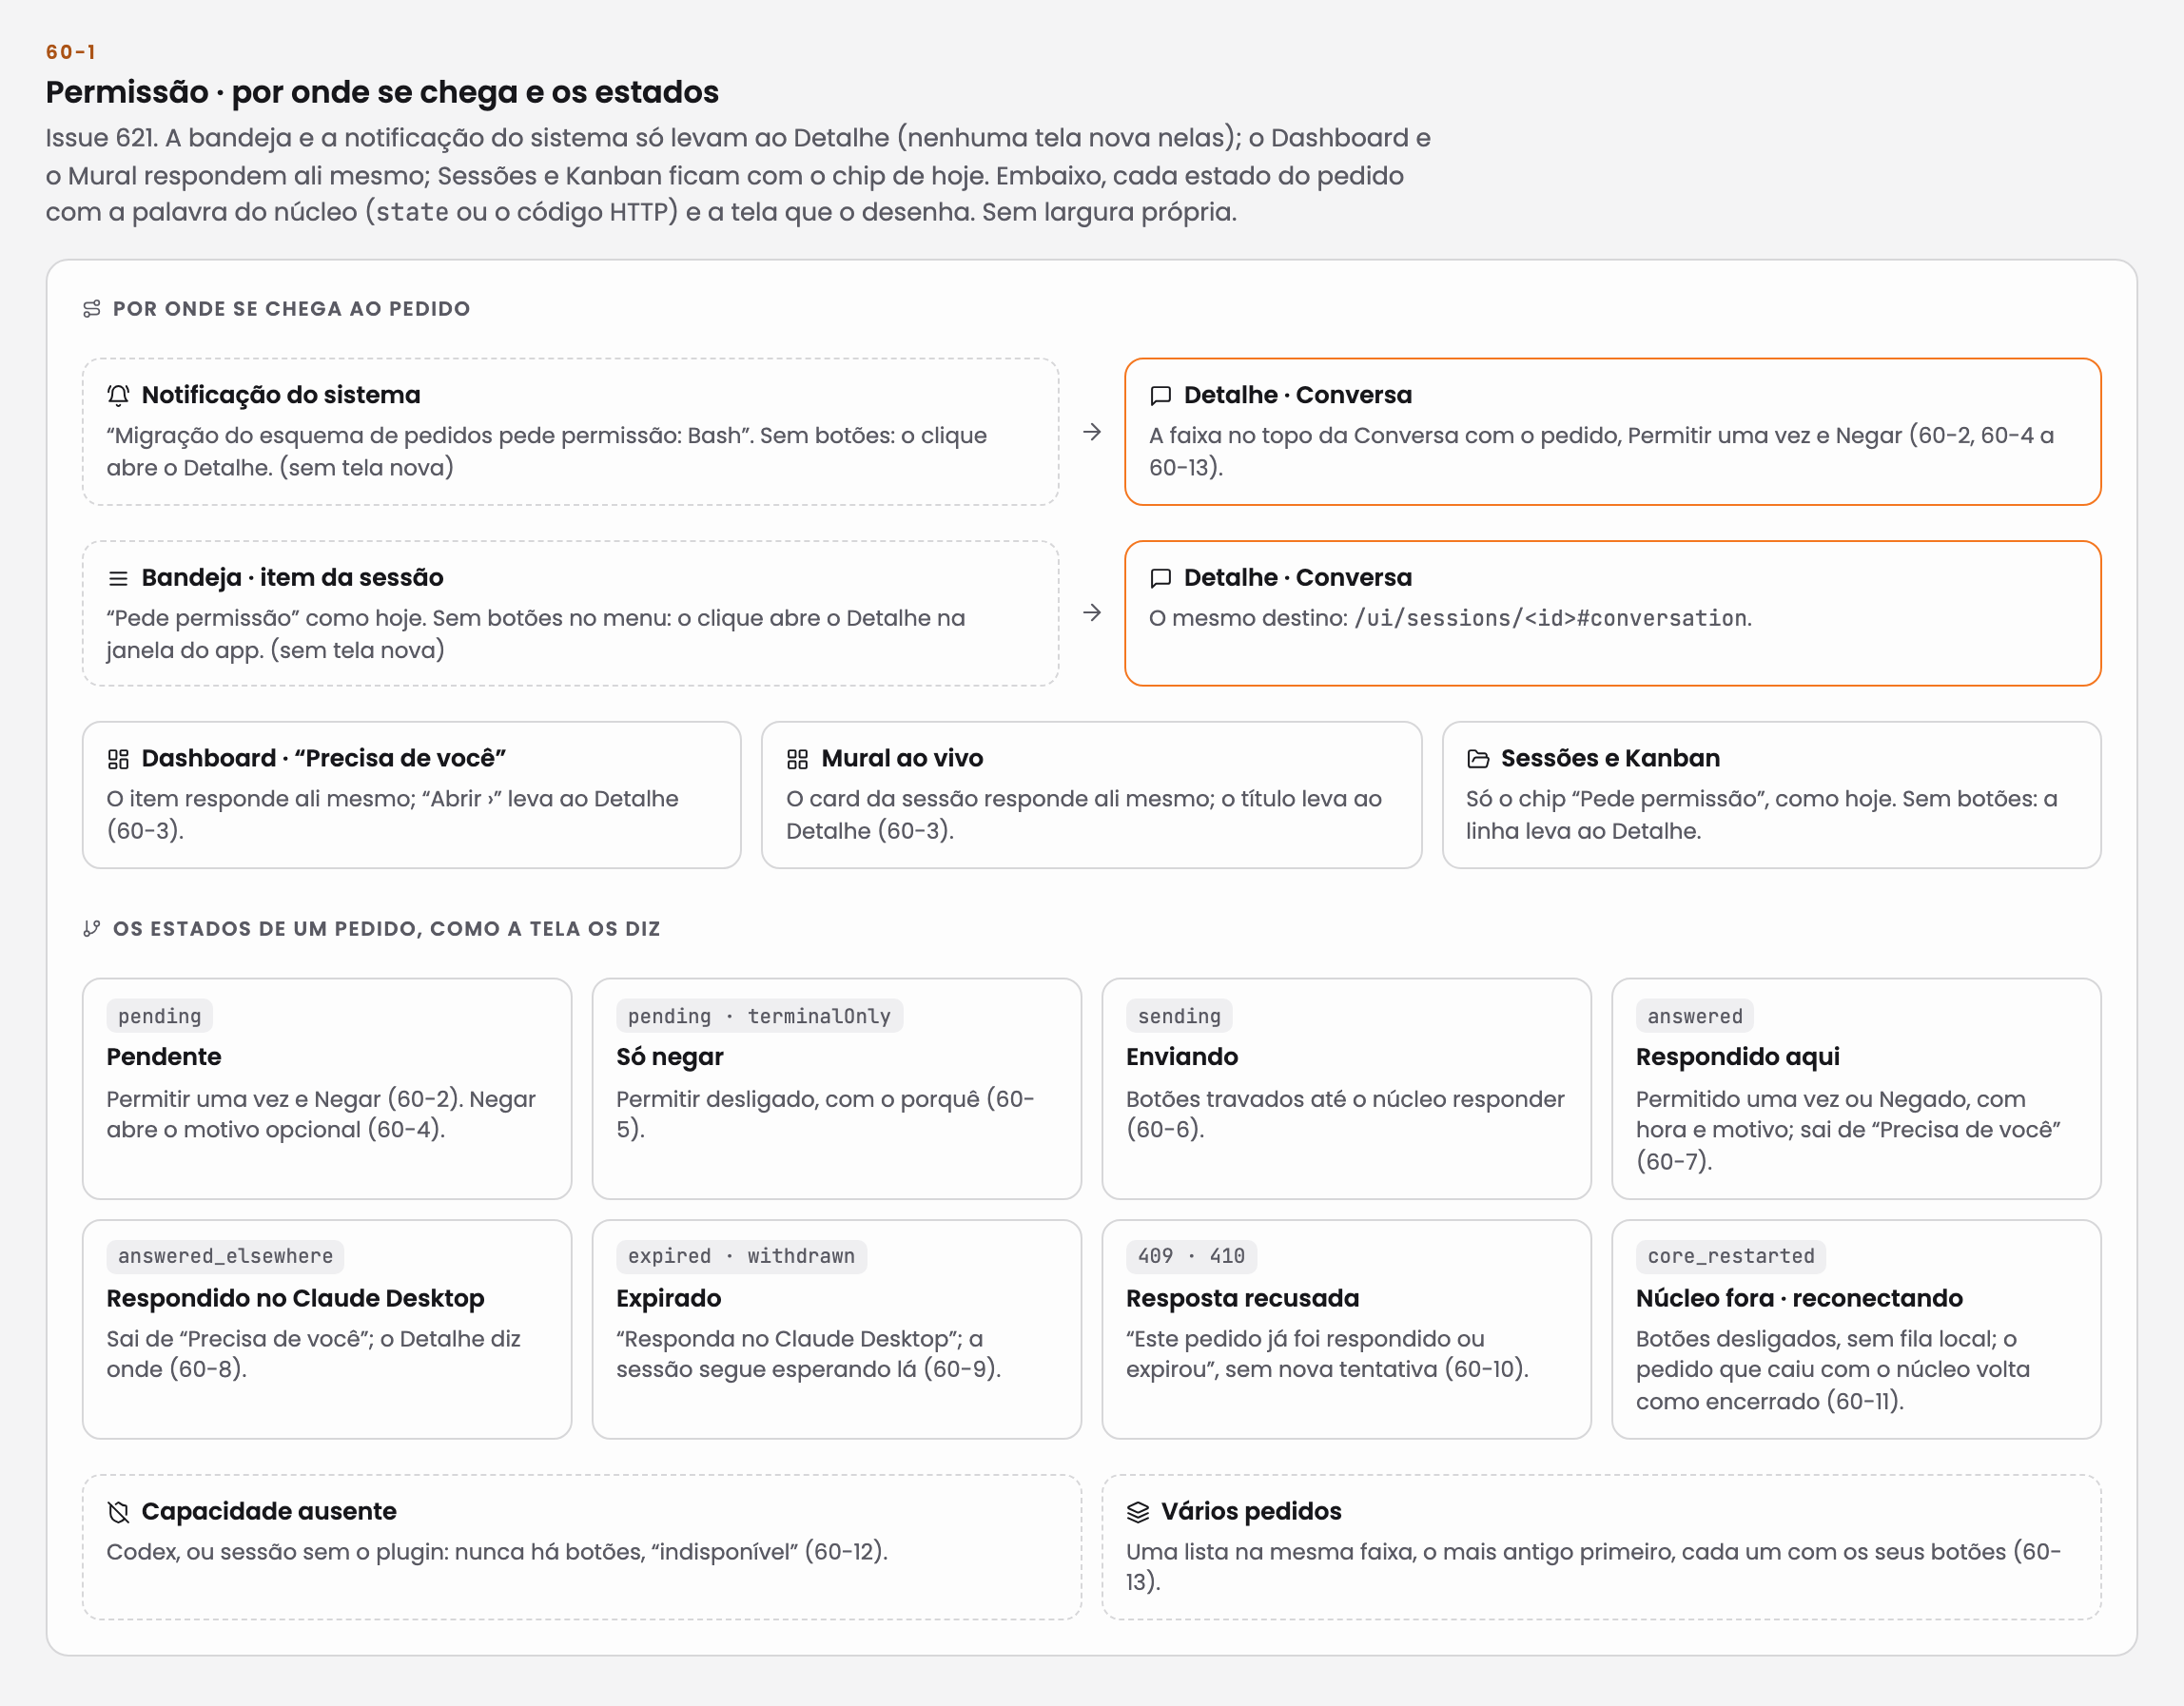 60-1
Permissão · por onde se chega e os estados
Issue 621. A bandeja e a notificação do sistema só levam ao Detalhe (nenhuma tela nova nelas); o Dashboard e
o Mural respondem ali mesmo; Sessões e Kanban ficam com o chip de hoje. Embaixo, cada estado do pedido
com a palavra do núcleo (state ou o código HTTP) e a tela que o desenha. Sem largura própria.
POR ONDE SE CHEGA AO PEDIDO
Notificação do sistema
“Migração do esquema de pedidos pede permissão: Bash”. Sem botões: o clique
abre o Detalhe. (sem tela nova)
Detalhe · Conversa
A faixa no topo da Conversa com o pedido, Permitir uma vez e Negar (60-2, 60-4 a
60-13).
Bandeja · item da sessão
“Pede permissão” como hoje. Sem botões no menu: o clique abre o Detalhe na
janela do app. (sem tela nova)
Detalhe · Conversa
O mesmo destino: /ui/sessions/<id>#conversation.
Dashboard · “Precisa de você”
O item responde ali mesmo; “Abrir ›” leva ao Detalhe
(60-3).
Mural ao vivo
O card da sessão responde ali mesmo; o título leva ao
Detalhe (60-3).
Sessões e Kanban
Só o chip “Pede permissão”, como hoje. Sem botões: a
linha leva ao Detalhe.
OS ESTADOS DE UM PEDIDO, COMO A TELA OS DIZ
pending
Pendente
Permitir uma vez e Negar (60-2). Negar
abre o motivo opcional (60-4).
pending · terminalOnly
Só negar
Permitir desligado, com o porquê (60-
5).
sending
Enviando
Botões travados até o núcleo responder
(60-6).
answered
Respondido aqui
Permitido uma vez ou Negado, com
hora e motivo; sai de “Precisa de você”
(60-7).
answered_elsewhere
Respondido no Claude Desktop
Sai de “Precisa de você”; o Detalhe diz
onde (60-8).
expired · withdrawn
Expirado
“Responda no Claude Desktop”; a
sessão segue esperando lá (60-9).
409 · 410
Resposta recusada
“Este pedido já foi respondido ou
expirou”, sem nova tentativa (60-10).
core_restarted
Núcleo fora · reconectando
Botões desligados, sem fila local; o
pedido que caiu com o núcleo volta
como encerrado (60-11).
Capacidade ausente
Codex, ou sessão sem o plugin: nunca há botões, “indisponível” (60-12).
Vários pedidos
Uma lista na mesma faixa, o mais antigo primeiro, cada um com os seus botões (60-
13).